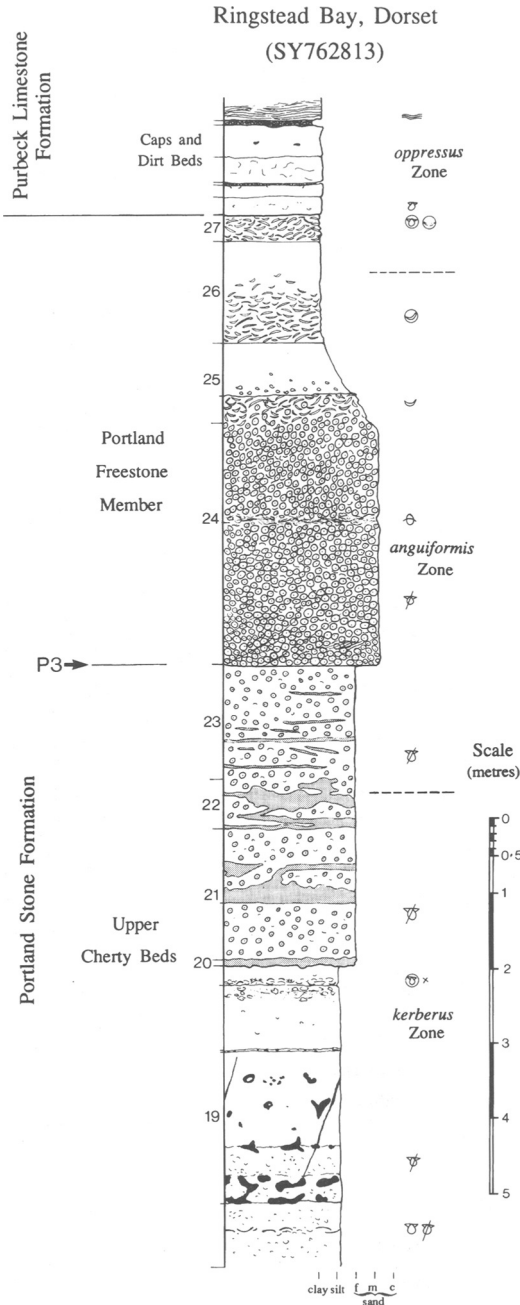 Ringstead Bay, Dorset
(SY762813)
Purbeck Limestone
Formation
Caps and
Dirt Beds
oppressus
Zone
27
26
25
Portland
Freestone
Member
24
anguiformis
Zone
P3
23
Scale
(metres)
22
0
0·5
Portland Stone Formation
21
1
Upper
Cherty Beds
20
2
kerberus
Zone
3
19
4
5
clay silt f m c
sand